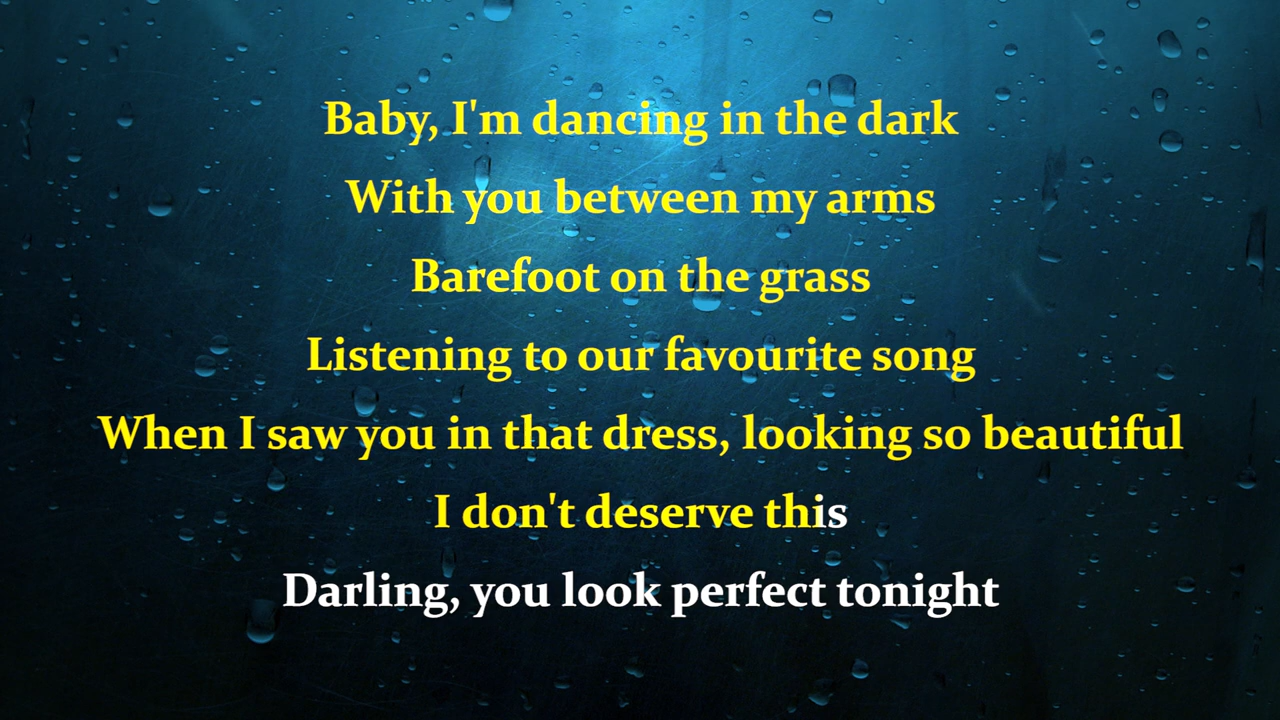 Baby, I'm dancing in the dark
With you between my arms
Barefoot on the grass
Listening to our favourite song
When I saw you in that dress, looking so beautiful
I don't deserve this
Darling, you look perfect tonight